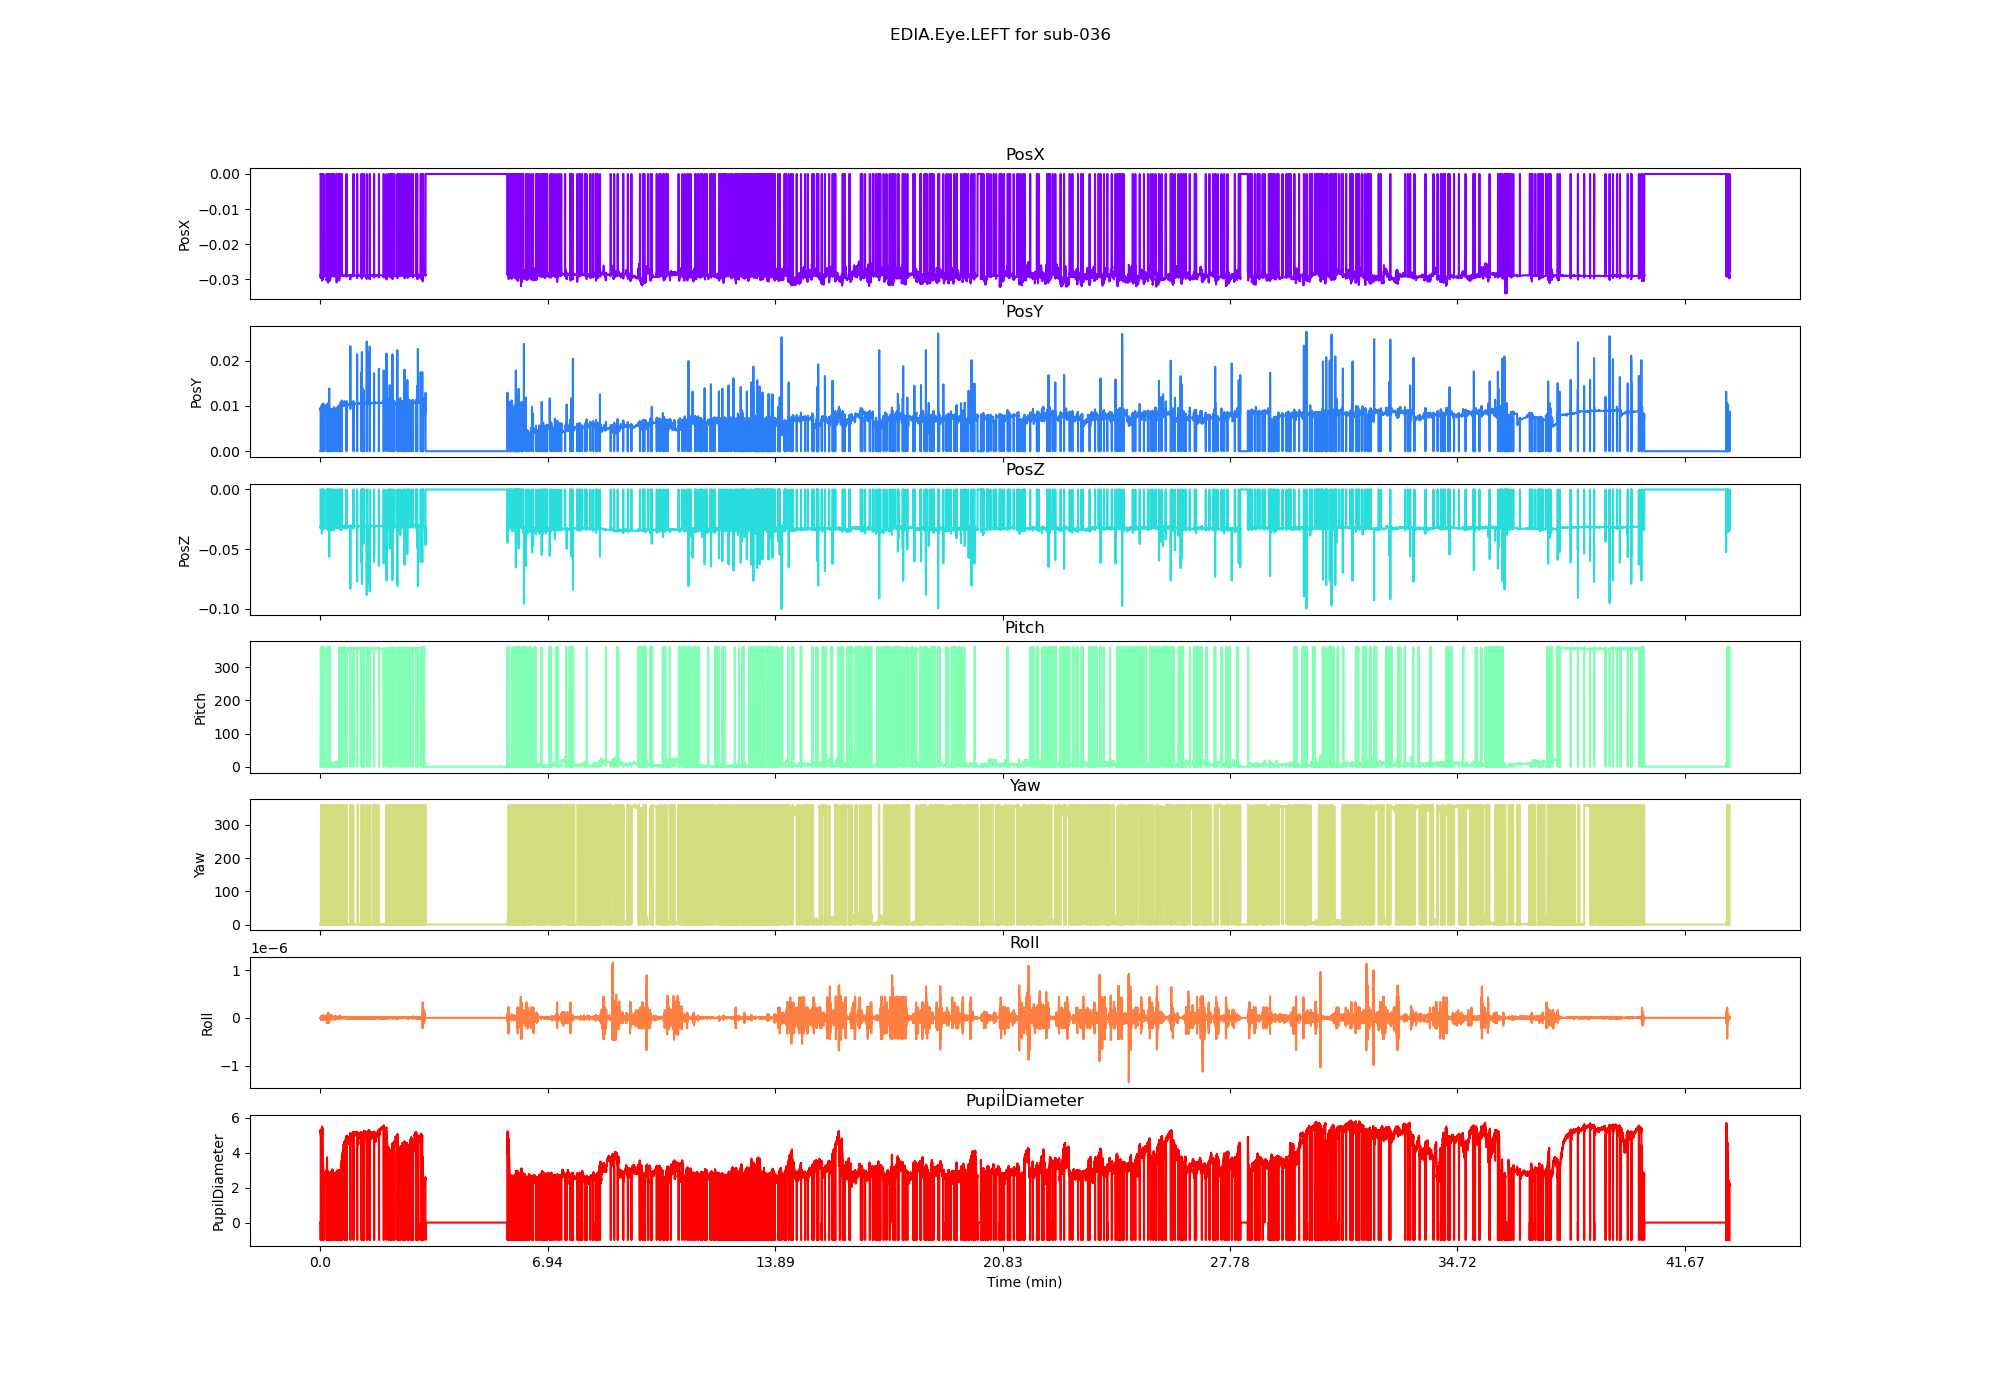 EDIA.Eye.LEFT for sub-036
PosX
0.00
−0.01
−0.02
−0.03
PosX
PosY
0.02
0.01
0.00
PosY
PosZ
0.00
−0.05
−0.10
PosZ
Pitch
300
200
100
0
Pitch
Yaw
300
200
100
0
Yaw
1e−6
Roll
1
0
−1
Roll
PupilDiameter
6
4
2
0
PupilDiameter
0.0 6.94 13.89 20.83 27.78 34.72 41.67
Time (min)